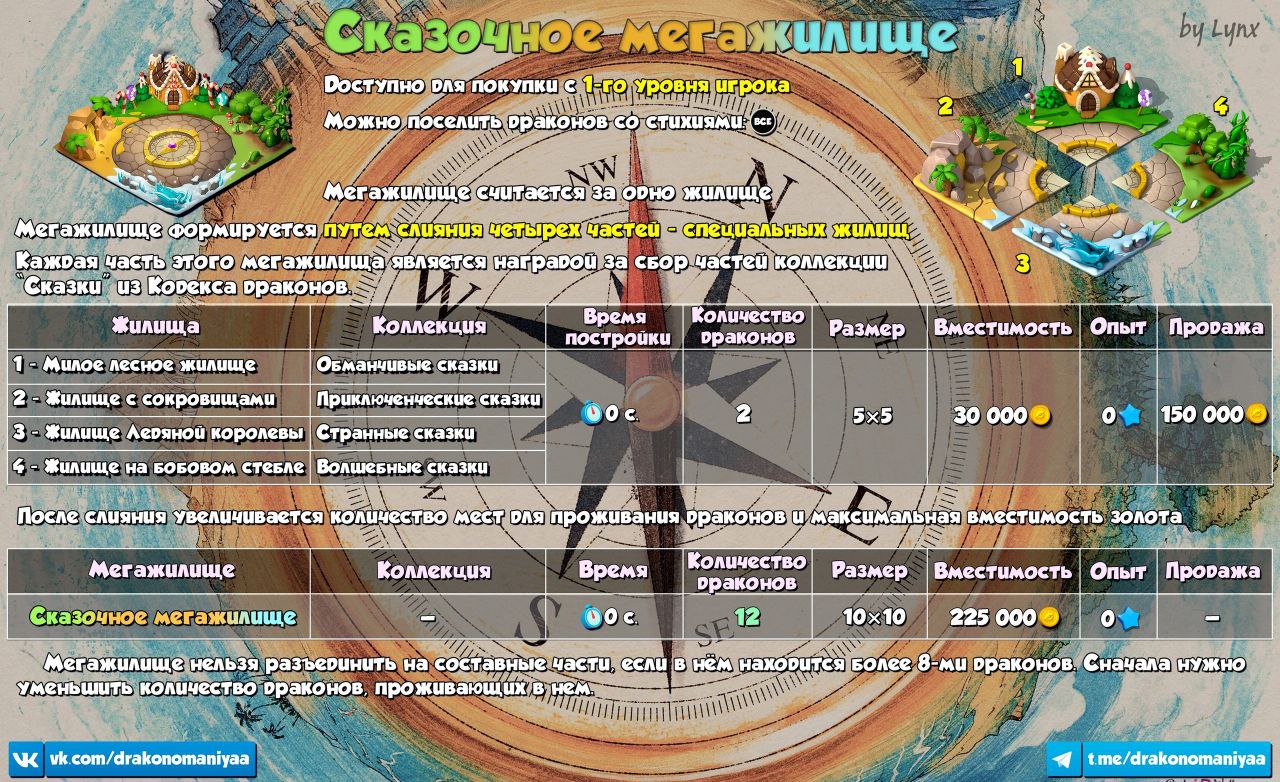 Сказочное мегажилище
by Lynx
Доступно для покупки с 1-го уровня игрока
Можно поселить драконов со стихиями: ВСЕ
1
2
4
3
Мегажилище считается за одно жилище
Мегажилище формируется путем слияния четырех частей - специальных жилищ
Каждая часть этого мегажилища является наградой за сбор частей коллекции
"Сказки" из Кодекса драконов.
NW
N
W
E
SW
S
SE
Жилища Коллекция Время постройки Количество драконов Размер Вместимость Опыт Продажа
1 - Милое лесное жилище Обманчивые сказки
2 - Жилище с сокровищами Приключенческие сказки
3 - Жилище Ледяной королевы Странные сказки
4 - Жилище на бобовом стебле Волшебные сказки
0 с. 2 5×5 30 000 0 150 000
После слияния увеличивается количество мест для проживания драконов и максимальная вместимость золота
Мегажилище Коллекция Время Количество драконов Размер Вместимость Опыт Продажа
Сказочное мегажилище – 0 с. 12 10×10 225 000 0 –
Мегажилище нельзя разъединить на составные части, если в нём находится более 8-ми драконов. Сначала нужно
уменьшить количество драконов, проживающих в нем.
vk.com/drakonomaniyaa
t.me/drakonomaniyaa